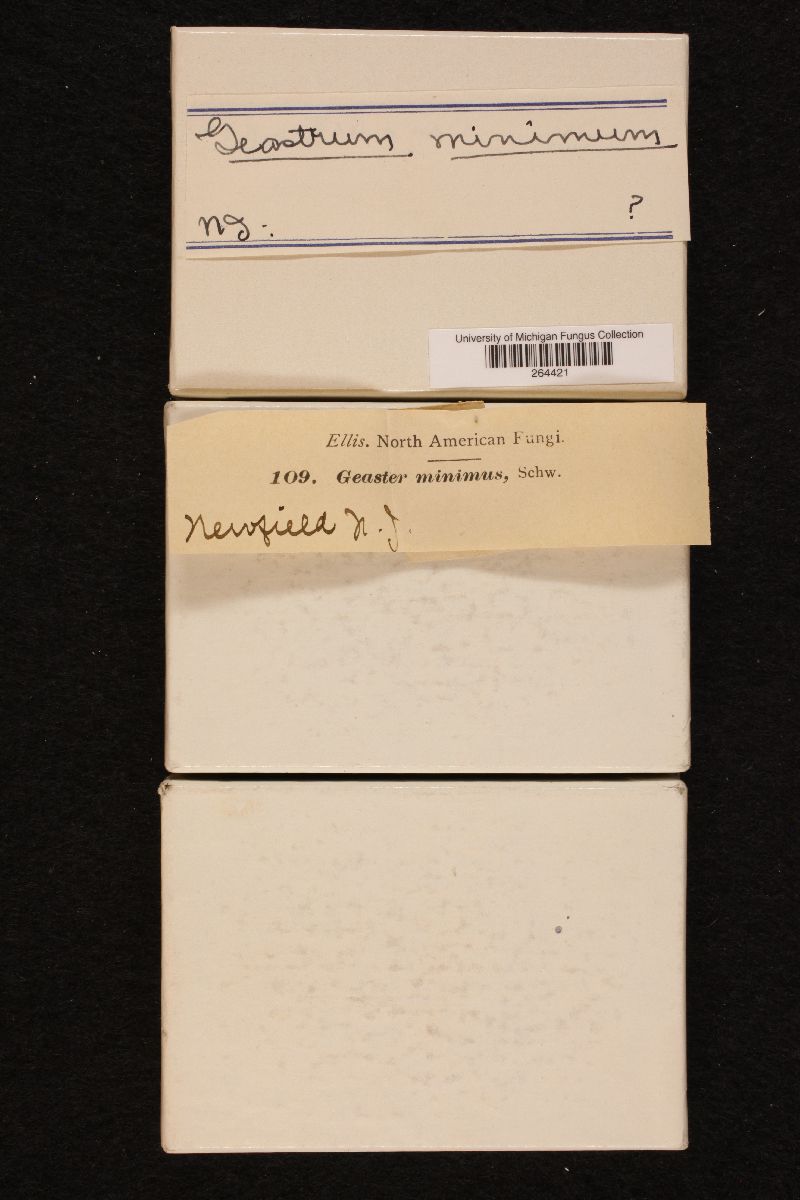 Geastrum minimum
NJ. ?
University of Michigan Fungus Collection
264421
Ellis. North American Fungi.
109. Geaster minimus, Schw.
Newfield N. J.